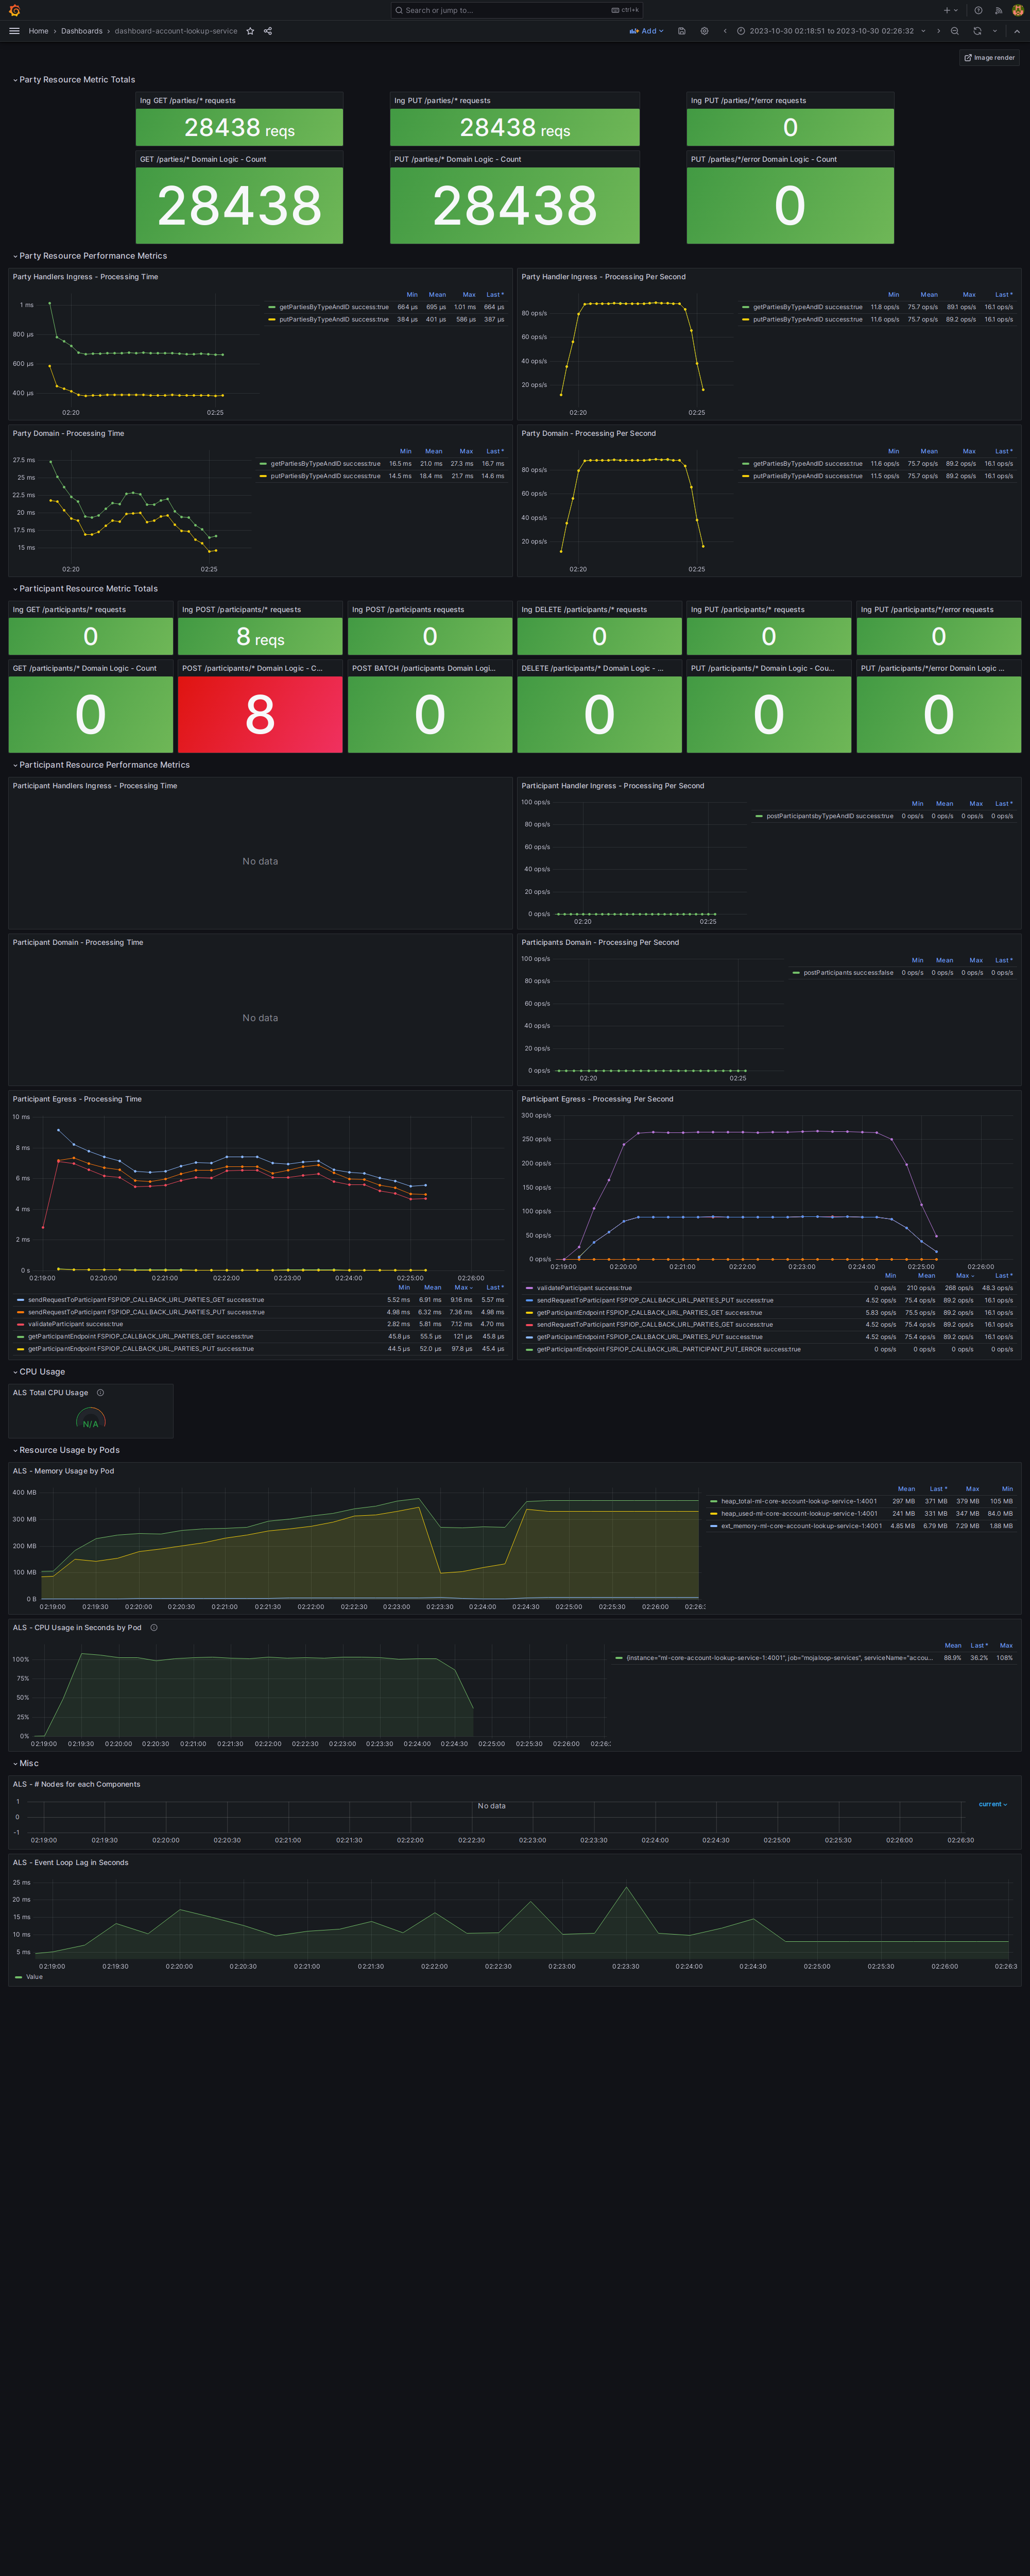 Search or jump to...
ctrl+k
Home
Dashboards
dashboard-account-lookup-service
Add
2023-10-30 02:18:51 to 2023-10-30 02:26:32
Image render
Party Resource Metric Totals
Ing GET /parties/* requests
28438 reqs
Ing PUT /parties/* requests
28438 reqs
Ing PUT /parties/*/error requests
0
GET /parties/* Domain Logic - Count
28438
PUT /parties/* Domain Logic - Count
28438
PUT /parties/*/error Domain Logic - Count
0
Party Resource Performance Metrics
Party Handlers Ingress - Processing Time
1 ms
800 µs
600 µs
400 µs
02:20 02:25
Min Mean Max Last *
getPartiesByTypeAndID success:true 664 µs 695 µs 1.01 ms 664 µs
putPartiesByTypeAndID success:true 384 µs 401 µs 586 µs 387 µs
Party Handler Ingress - Processing Per Second
80 ops/s
60 ops/s
40 ops/s
20 ops/s
02:20 02:25
Min Mean Max Last *
getPartiesByTypeAndID success:true 11.8 ops/s 75.7 ops/s 89.1 ops/s 16.1 ops/s
putPartiesByTypeAndID success:true 11.6 ops/s 75.7 ops/s 89.2 ops/s 16.1 ops/s
Party Domain - Processing Time
27.5 ms
25 ms
22.5 ms
20 ms
17.5 ms
15 ms
02:20 02:25
Min Mean Max Last *
getPartiesByTypeAndID success:true 16.5 ms 21.0 ms 27.3 ms 16.7 ms
putPartiesByTypeAndID success:true 14.5 ms 18.4 ms 21.7 ms 14.6 ms
Party Domain - Processing Per Second
80 ops/s
60 ops/s
40 ops/s
20 ops/s
02:20 02:25
Min Mean Max Last *
getPartiesByTypeAndID success:true 11.6 ops/s 75.7 ops/s 89.2 ops/s 16.1 ops/s
putPartiesByTypeAndID success:true 11.5 ops/s 75.7 ops/s 89.2 ops/s 16.1 ops/s
Participant Resource Metric Totals
Ing GET /participants/* requests
0
Ing POST /participants/* requests
8 reqs
Ing POST /participants requests
0
Ing DELETE /participants/* requests
0
Ing PUT /participants/* requests
0
Ing PUT /participants/*/error requests
0
GET /participants/* Domain Logic - Count
0
POST /participants/* Domain Logic - C...
8
POST BATCH /participants Domain Logi...
0
DELETE /participants/* Domain Logic - ...
0
PUT /participants/* Domain Logic - Cou...
0
PUT /participants/*/error Domain Logic ...
0
Participant Resource Performance Metrics
Participant Handlers Ingress - Processing Time
No data
Participant Handler Ingress - Processing Per Second
100 ops/s
80 ops/s
60 ops/s
40 ops/s
20 ops/s
0 ops/s
02:20 02:25
Min Mean Max Last *
postParticipantsbyTypeAndID success:true 0 ops/s 0 ops/s 0 ops/s 0 ops/s
Participant Domain - Processing Time
No data
Participants Domain - Processing Per Second
100 ops/s
80 ops/s
60 ops/s
40 ops/s
20 ops/s
0 ops/s
02:20 02:25
Min Mean Max Last *
postParticipants success:false 0 ops/s 0 ops/s 0 ops/s 0 ops/s
Participant Egress - Processing Time
10 ms
8 ms
6 ms
4 ms
2 ms
0 s
02:19:00 02:20:00 02:21:00 02:22:00 02:23:00 02:24:00 02:25:00 02:26:00
Min Mean Max Last *
sendRequestToParticipant FSPIOP_CALLBACK_URL_PARTIES_GET success:true 5.52 ms 6.91 ms 9.16 ms 5.57 ms
sendRequestToParticipant FSPIOP_CALLBACK_URL_PARTIES_PUT success:true 4.98 ms 6.32 ms 7.36 ms 4.98 ms
validateParticipant success:true 2.82 ms 5.81 ms 7.12 ms 4.70 ms
getParticipantEndpoint FSPIOP_CALLBACK_URL_PARTIES_GET success:true 45.8 µs 55.5 µs 121 µs 45.8 µs
getParticipantEndpoint FSPIOP_CALLBACK_URL_PARTIES_PUT success:true 44.5 µs 52.0 µs 97.8 µs 45.4 µs
Participant Egress - Processing Per Second
300 ops/s
250 ops/s
200 ops/s
150 ops/s
100 ops/s
50 ops/s
0 ops/s
02:19:00 02:20:00 02:21:00 02:22:00 02:23:00 02:24:00 02:25:00 02:26:00
Min Mean Max Last *
validateParticipant success:true 0 ops/s 210 ops/s 268 ops/s 48.3 ops/s
sendRequestToParticipant FSPIOP_CALLBACK_URL_PARTIES_PUT success:true 4.52 ops/s 75.4 ops/s 89.2 ops/s 16.1 ops/s
getParticipantEndpoint FSPIOP_CALLBACK_URL_PARTIES_GET success:true 5.83 ops/s 75.5 ops/s 89.2 ops/s 16.1 ops/s
sendRequestToParticipant FSPIOP_CALLBACK_URL_PARTIES_GET success:true 4.52 ops/s 75.4 ops/s 89.2 ops/s 16.1 ops/s
getParticipantEndpoint FSPIOP_CALLBACK_URL_PARTIES_PUT success:true 4.52 ops/s 75.4 ops/s 89.2 ops/s 16.1 ops/s
getParticipantEndpoint FSPIOP_CALLBACK_URL_PARTICIPANT_PUT_ERROR success:true 0 ops/s 0 ops/s 0 ops/s 0 ops/s
CPU Usage
ALS Total CPU Usage
N/A
Resource Usage by Pods
ALS - Memory Usage by Pod
400 MB
300 MB
200 MB
100 MB
0 B
02:19:00 02:19:30 02:20:00 02:20:30 02:21:00 02:21:30 02:22:00 02:22:30 02:23:00 02:23:30 02:24:00 02:24:30 02:25:00 02:25:30 02:26:00 02:26:
Mean Last * Max Min
heap_total-ml-core-account-lookup-service-1:4001 297 MB 371 MB 379 MB 105 MB
heap_used-ml-core-account-lookup-service-1:4001 241 MB 331 MB 347 MB 84.0 MB
ext_memory-ml-core-account-lookup-service-1:4001 4.85 MB 6.79 MB 7.29 MB 1.88 MB
ALS - CPU Usage in Seconds by Pod
100%
75%
50%
25%
0%
02:19:00 02:19:30 02:20:00 02:20:30 02:21:00 02:21:30 02:22:00 02:22:30 02:23:00 02:23:30 02:24:00 02:24:30 02:25:00 02:25:30 02:26:00 02:26:
Mean Last * Max
{instance="ml-core-account-lookup-service-1:4001", job="mojaloop-services", serviceName="accou... 88.9% 36.2% 108%
Misc
ALS - # Nodes for each Components
1
0
-1
No data
current
02:19:00 02:19:30 02:20:00 02:20:30 02:21:00 02:21:30 02:22:00 02:22:30 02:23:00 02:23:30 02:24:00 02:24:30 02:25:00 02:25:30 02:26:00 02:26:30
ALS - Event Loop Lag in Seconds
25 ms
20 ms
15 ms
10 ms
5 ms
02:19:00 02:19:30 02:20:00 02:20:30 02:21:00 02:21:30 02:22:00 02:22:30 02:23:00 02:23:30 02:24:00 02:24:30 02:25:00 02:25:30 02:26:00 02:26:3
Value